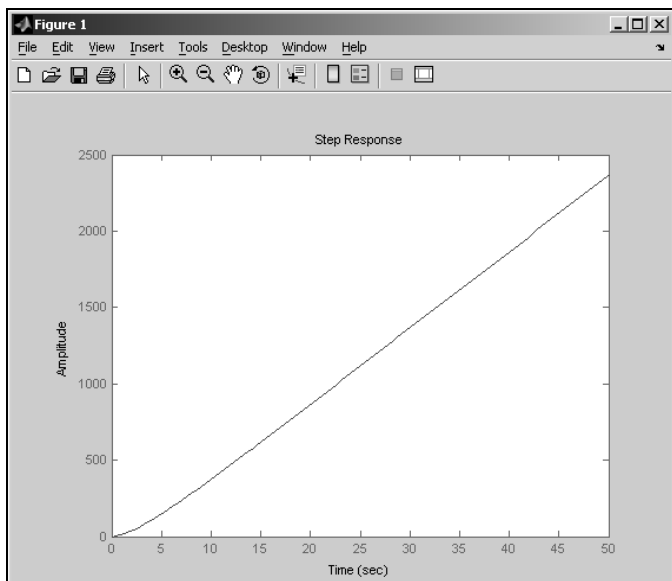 Figure 1
File Edit View Insert Tools Desktop Window Help
Step Response
2500
2000
1500
1000
500
0
Amplitude
0 5 10 15 20 25 30 35 40 45 50
Time (sec)